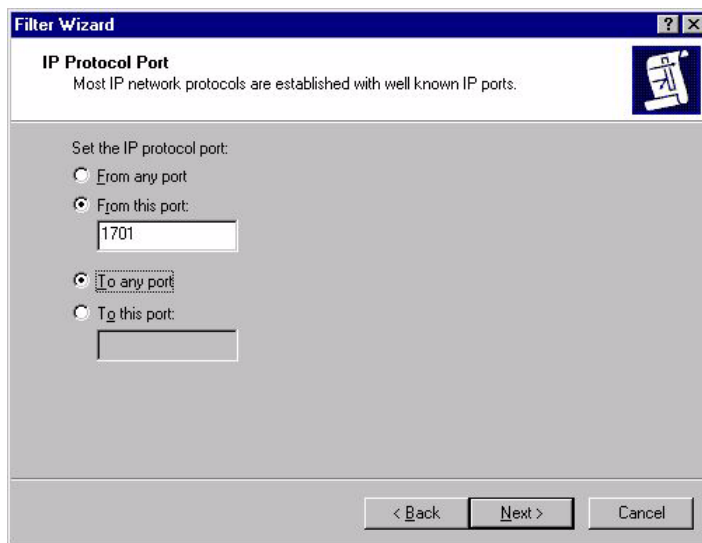 Filter Wizard
IP Protocol Port
Most IP network protocols are established with well known IP ports.
Set the IP protocol port:
From any port
From this port:
1701
To any port
To this port:
< Back Next > Cancel